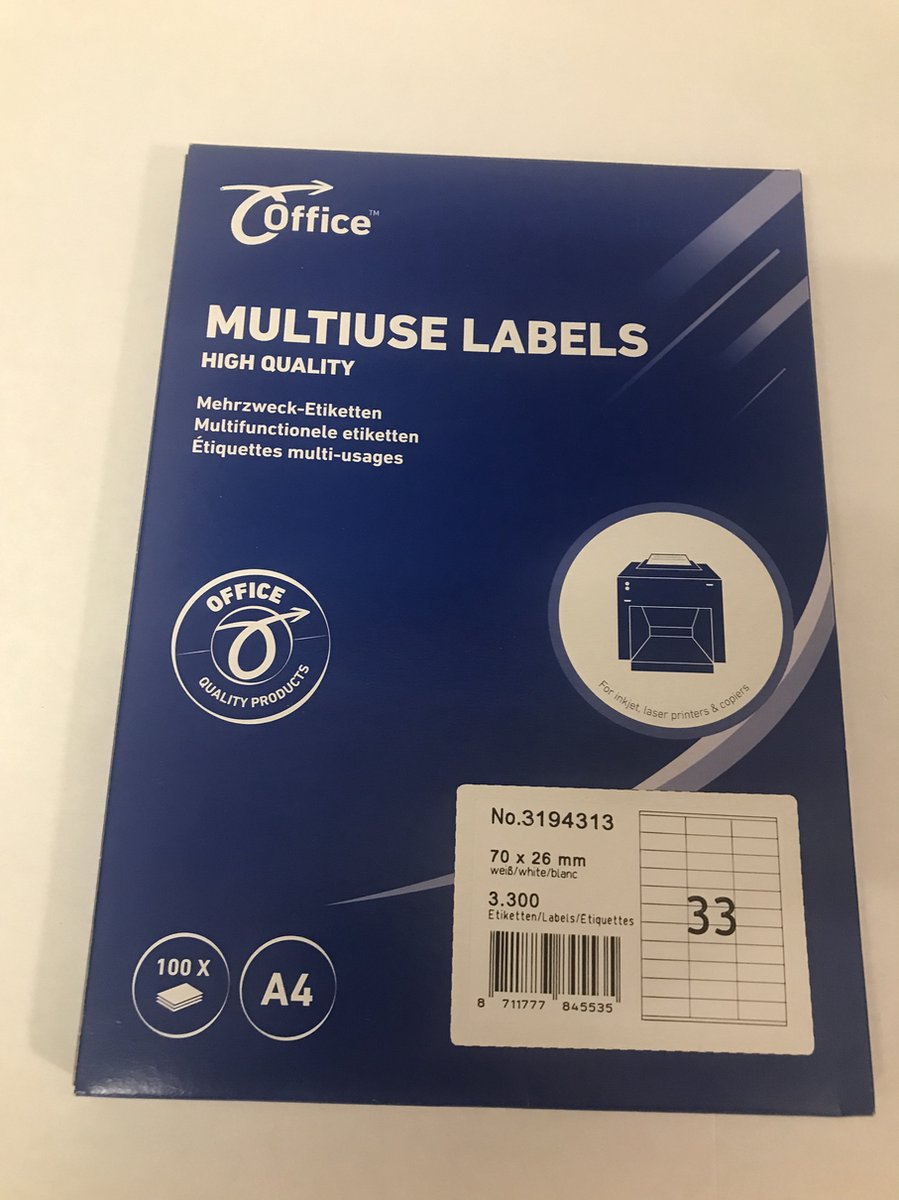 Office™
MULTIUSE LABELS
HIGH QUALITY
Mehrzweck-Etiketten
Multifunctionele etiketten
Étiquettes multi-usages
OFFICE
QUALITY PRODUCTS
For inkjet, laser printers & copiers
No.3194313
70 x 26 mm
weiß/white/blanc
3.300
Etiketten/Labels/Etiquettes
33
8 711777 845535
100 X
A4